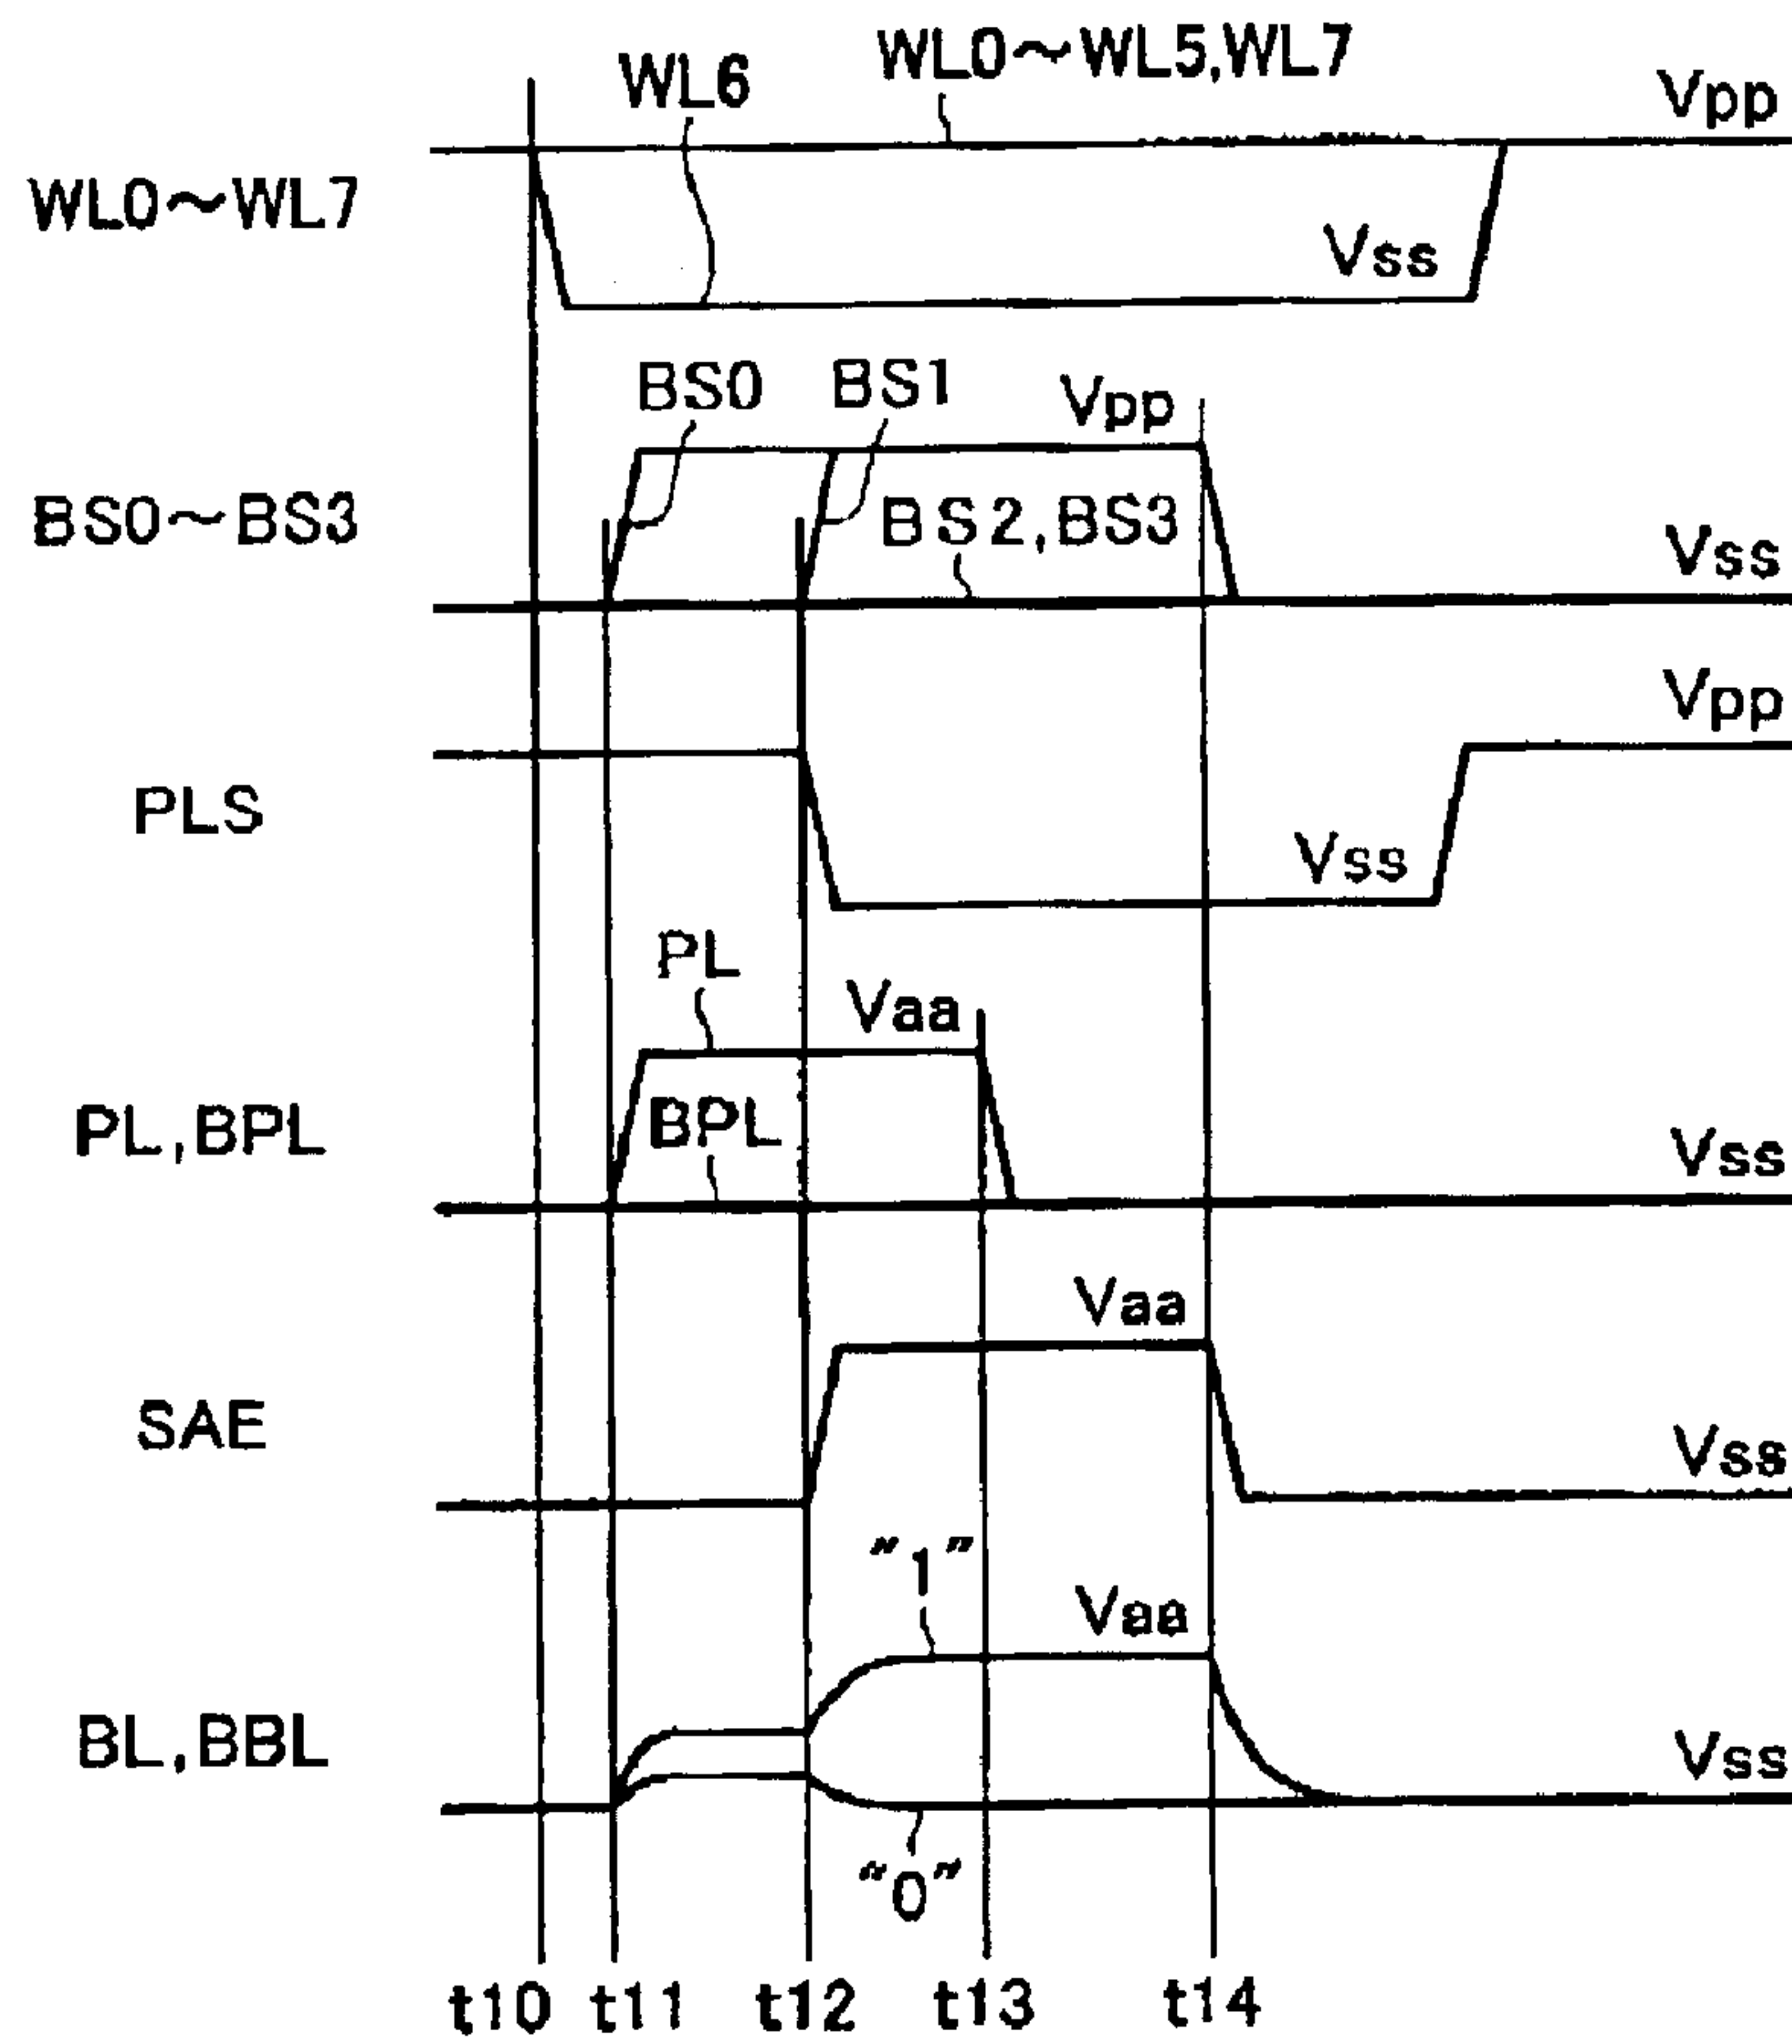 WL6
WL0~WL5,WL7
Vpp
WL0~WL7
Vss
BS0
BS1
Vpp
BS0~BS3
BS2,BS3
Vss
Vpp
PLS
Vss
PL
Vaa
PL,BPL
BPL
Vss
Vaa
SAE
Vss
"1"
Vaa
BL,BBL
Vss
"0"
t10 t11 t12 t13 t14